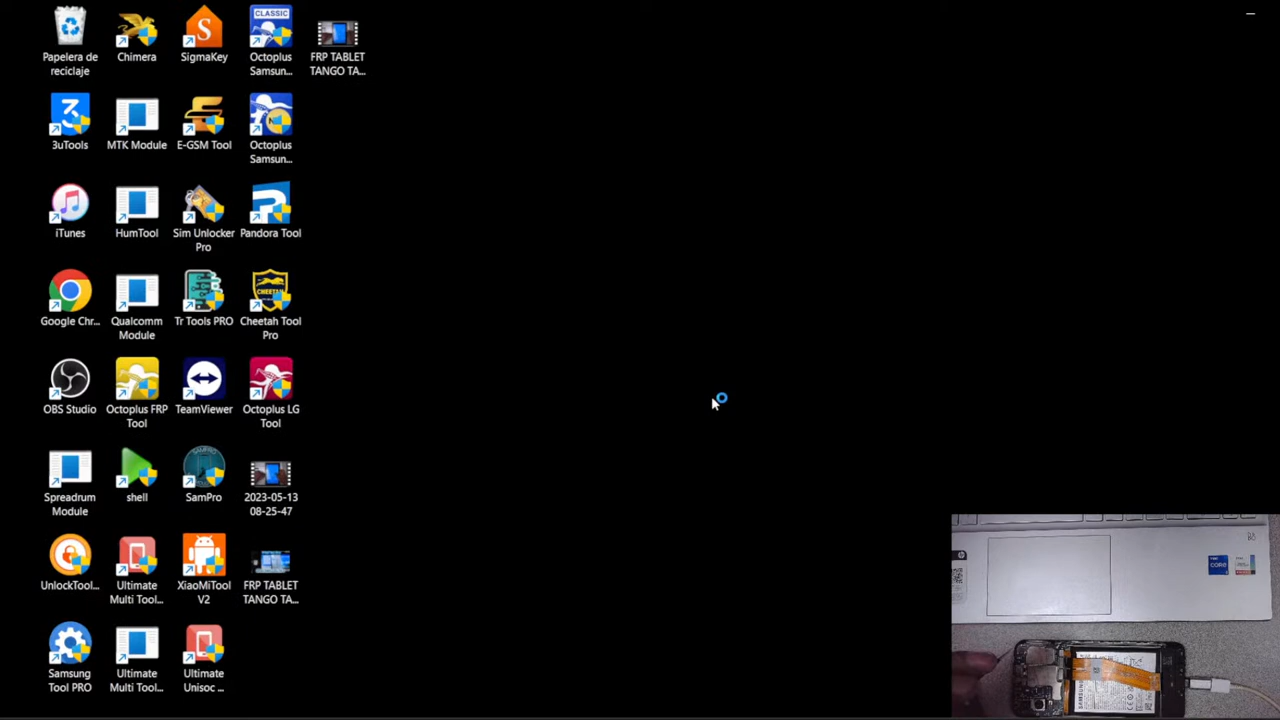 Papelera de
reciclaje
Chimera
SigmaKey
CLASSIC
Octoplus
Samsun...
FRP TABLET
TANGO TA...
3uTools
MTK Module
E-GSM Tool
Octoplus
Samsun...
iTunes
HumTool
Sim Unlocker
Pro
Pandora Tool
Google Chr...
Qualcomm
Module
Tr Tools PRO
CHEETAH
Cheetah Tool
Pro
OBS Studio
Octoplus FRP
Tool
TeamViewer
Octoplus LG
Tool
Spreadrum
Module
shell
SamPro
2023-05-13
08-25-47
UnlockTool...
Ultimate
Multi Tool...
XiaoMiTool
V2
FRP TABLET
TANGO TA...
Samsung
Tool PRO
Ultimate
Multi Tool...
Ultimate
Unisoc ...
CORE
SAMSUNG